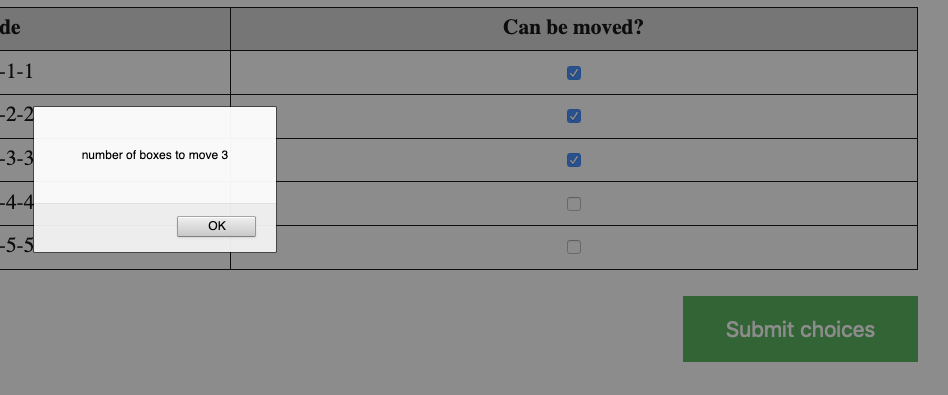 de
Can be moved?
-1-1
-2-2
-3-3
-4-4
-5-5
number of boxes to move 3
OK
Submit choices